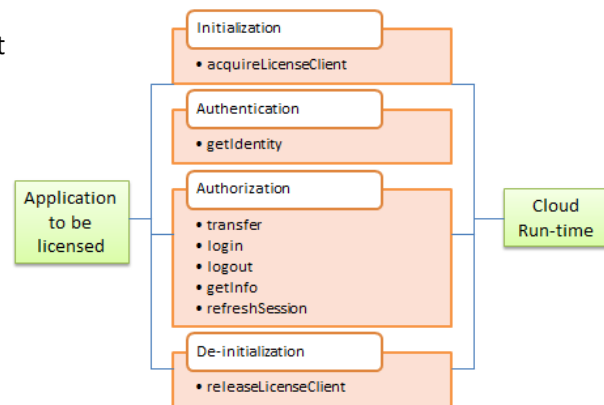 t
Initialization
• acquireLicenseClient
Authentication
• getIdentity
Application
to be
licensed
Authorization
• transfer
• login
• logout
• getInfo
• refreshSession
Cloud
Run-time
De-initialization
• releaseLicenseClient